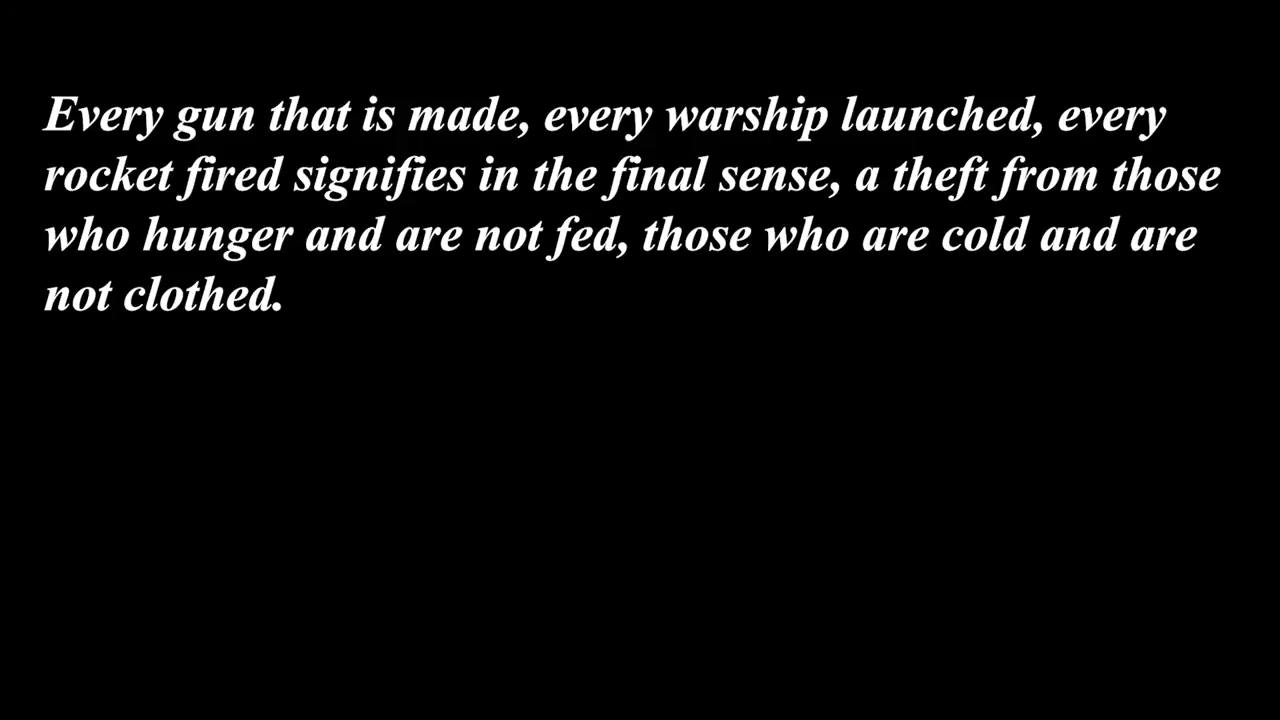 Every gun that is made, every warship launched, every
rocket fired signifies in the final sense, a theft from those
who hunger and are not fed, those who are cold and are
not clothed.